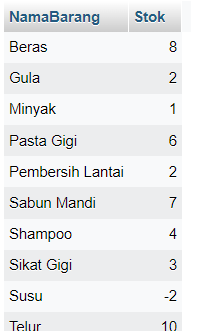 NamaBarang Stok
Beras 8
Gula 2
Minyak 1
Pasta Gigi 6
Pembersih Lantai 2
Sabun Mandi 7
Shampoo 4
Sikat Gigi 3
Susu -2
Telur 10